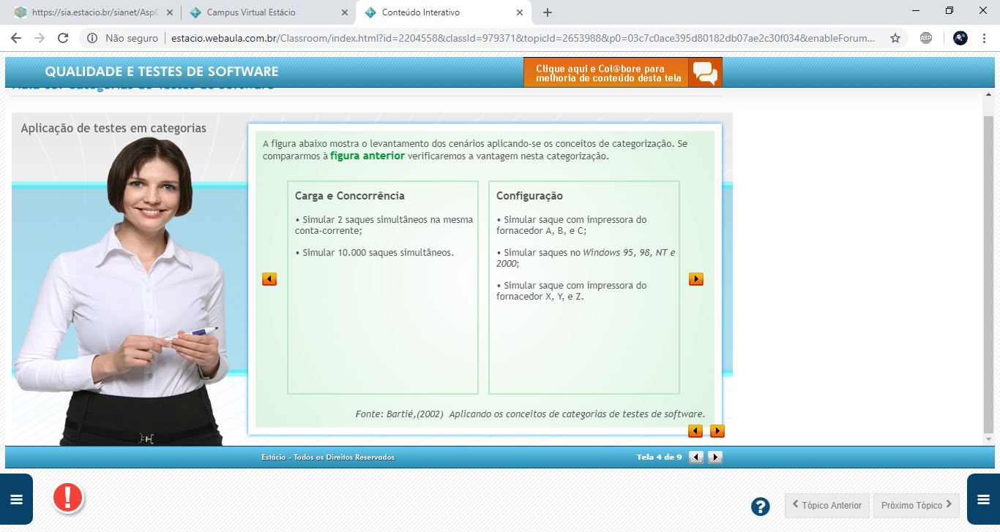 https://sia.estacio.br/sianet/AspC
Campus Virtual Estácio
Conteúdo Interativo
Não seguro
estacio.webaula.com.br/Classroom/index.html?id=2204558&classId=979371&topicId=2653988&p0=03c7c0ace395d80182db07ae2c30f034&enableForum...
ABP
QUALIDADE E TESTES DE SOFTWARE
Clique aqui e Col@bore para
melhoria de conteúdo desta tela
Aplicação de testes em categorias
A figura abaixo mostra o levantamento dos cenários aplicando-se os conceitos de categorização. Se
compararmos à figura anterior verificaremos a vantagem nesta categorização.
Carga e Concorrência
• Simular 2 saques simultâneos na mesma
conta-corrente;
• Simular 10.000 saques simultâneos.
Configuração
• Simular saque com impressora do
fornacedor A, B, e C;
• Simular saques no Windows 95, 98, NT e
2000;
• Simular saque com impressora do
fornacedor X, Y, e Z.
Fonte: Bartié,(2002) Aplicando os conceitos de categorias de testes de software.
Estácio - Todos os Direitos Reservados
Tela 4 de 9
Tópico Anterior
Próximo Tópico